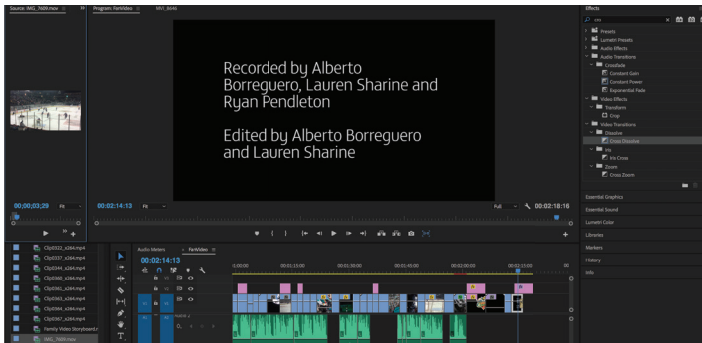 Source: IMG_7609.mov
Program: FanVideo
MVI_8646
Recorded by Alberto
Borreguero, Lauren Sharine and
Ryan Pendleton
Edited by Alberto Borreguero
and Lauren Sharine
00;00;03;29
Fit
00:02:14:13
Fit
Full
00:02:18:16
Effects
cro
Presets
Lumetri Presets
Audio Effects
Audio Transitions
Crossfade
Constant Gain
Constant Power
Exponential Fade
Video Effects
Transform
Crop
Video Transitions
Dissolve
Cross Dissolve
Iris
Iris Cross
Zoom
Cross Zoom
Essential Graphics
Essential Sound
Lumetri Color
Libraries
Markers
History
Info
Clip0322_x264.mp4
Clip0337_x264.mp4
Clip0344_x264.mp4
Clip0360_x264.mp4
Clip0363_x264.mp4
Clip0364_x264.mp4
Clip0367_x264.mp4
Family Video Storyboard.r
IMG_7609.mov
Audio Meters
FanVideo
00:02:14:13
:01:00:00
00:01:15:00
00:01:30:00
00:01:45:00
00:02:00:00
00:02:15:00
00